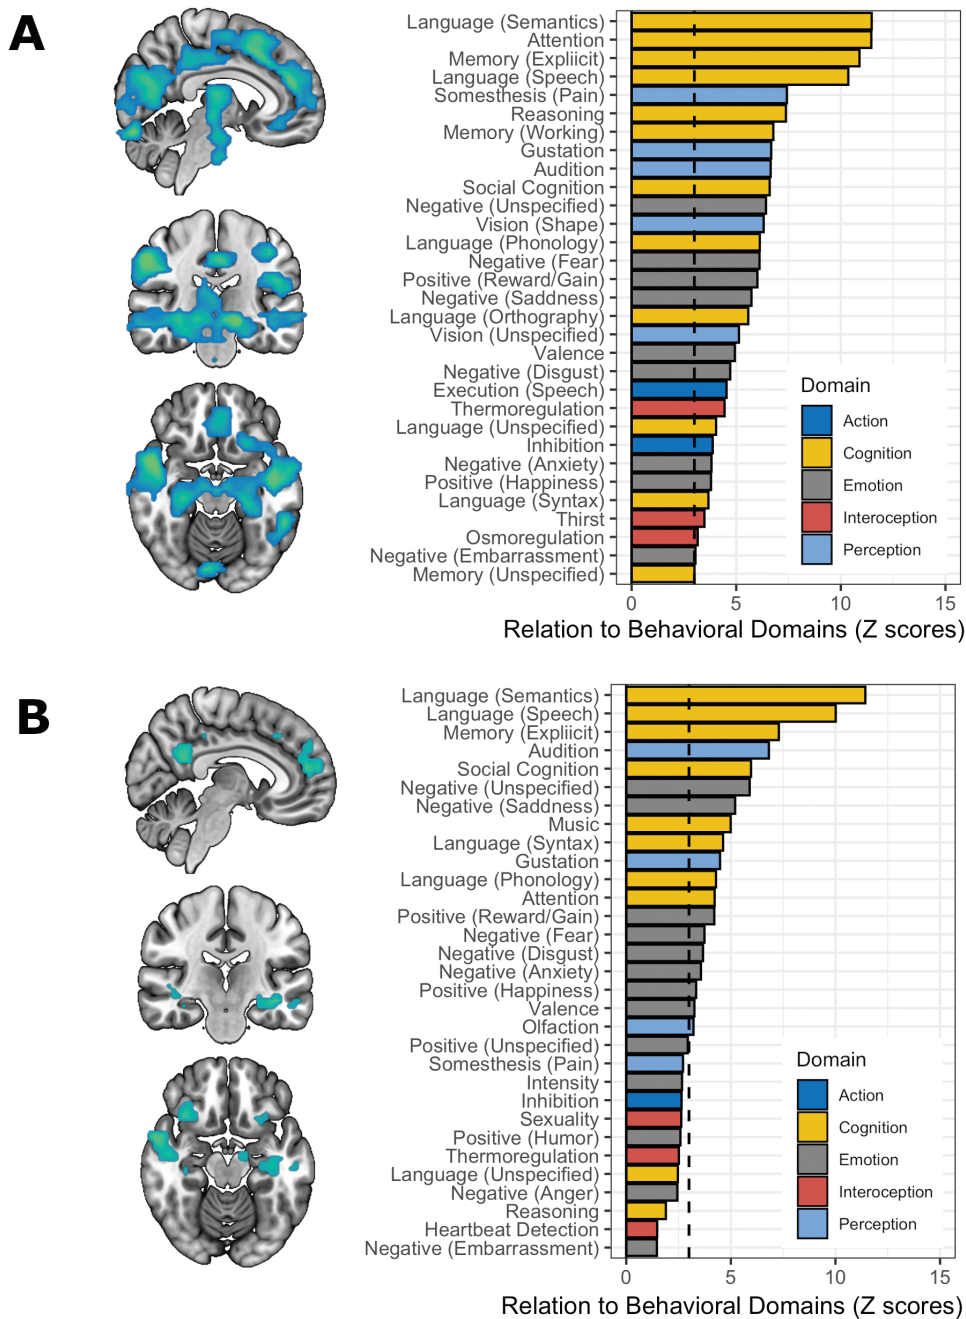 A
Language (Semantics)
Attention
Memory (Expliicit)
Language (Speech)
Somesthesis (Pain)
Reasoning
Memory (Working)
Gustation
Audition
Social Cognition
Negative (Unspecified)
Vision (Shape)
Language (Phonology)
Negative (Fear)
Positive (Reward/Gain)
Negative (Saddness)
Language (Orthography)
Vision (Unspecified)
Valence
Negative (Disgust)
Execution (Speech)
Thermoregulation
Language (Unspecified)
Inhibition
Negative (Anxiety)
Positive (Happiness)
Language (Syntax)
Thirst
Osmoregulation
Negative (Embarrassment)
Memory (Unspecified)
Domain
Action
Cognition
Emotion
Interoception
Perception
0 5 10 15
Relation to Behavioral Domains (Z scores)
B
Language (Semantics)
Language (Speech)
Memory (Expliicit)
Audition
Social Cognition
Negative (Unspecified)
Negative (Saddness)
Music
Language (Syntax)
Gustation
Language (Phonology)
Attention
Positive (Reward/Gain)
Negative (Fear)
Negative (Disgust)
Negative (Anxiety)
Positive (Happiness)
Valence
Olfaction
Positive (Unspecified)
Somesthesis (Pain)
Intensity
Inhibition
Sexuality
Positive (Humor)
Thermoregulation
Language (Unspecified)
Negative (Anger)
Reasoning
Heartbeat Detection
Negative (Embarrassment)
Domain
Action
Cognition
Emotion
Interoception
Perception
0 5 10 15
Relation to Behavioral Domains (Z scores)